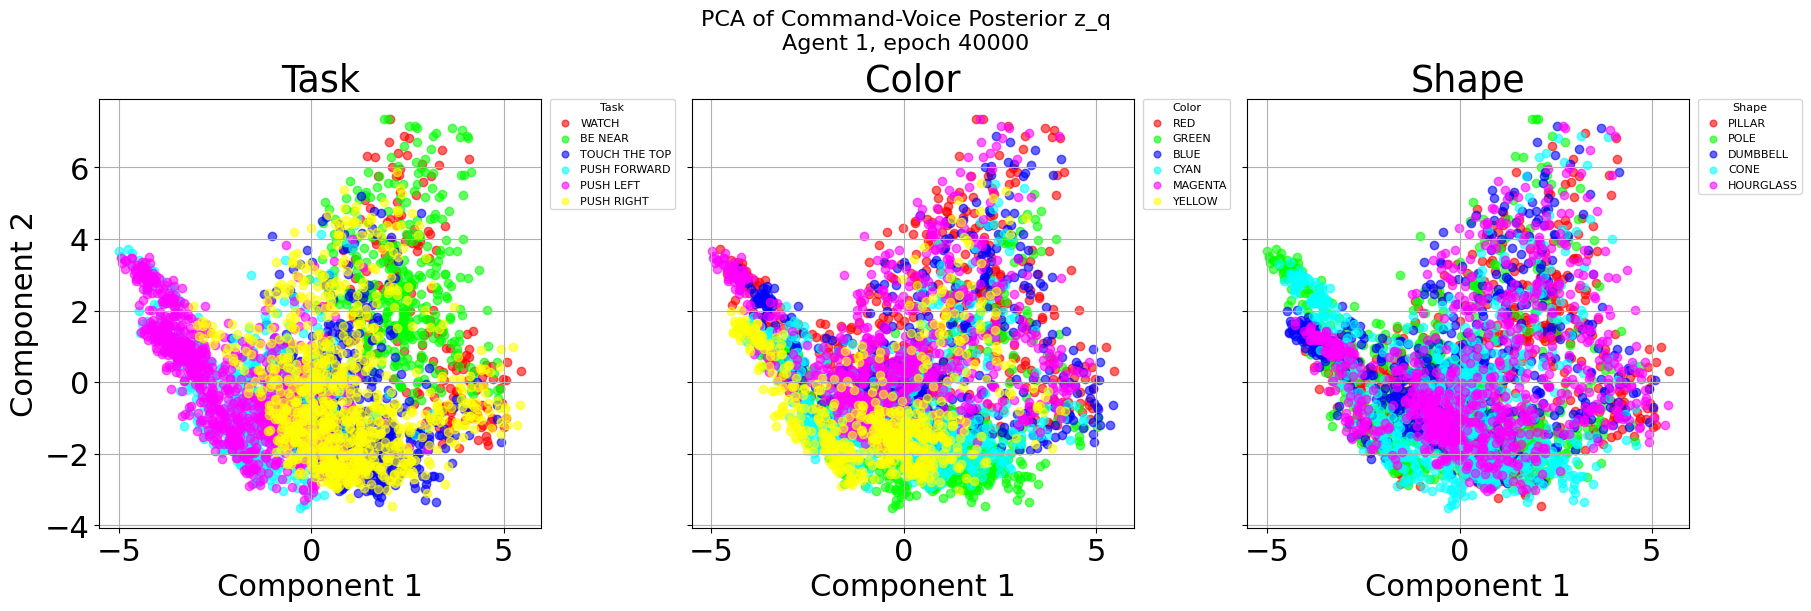 PCA of Command-Voice Posterior z_q
Agent 1, epoch 40000
Task
Color
Shape
Task
WATCH
BE NEAR
TOUCH THE TOP
PUSH FORWARD
PUSH LEFT
PUSH RIGHT
Color
RED
GREEN
BLUE
CYAN
MAGENTA
YELLOW
Shape
PILLAR
POLE
DUMBBELL
CONE
HOURGLASS
Component 2
6
4
2
0
−2
−4
−5 0 5
−5 0 5
−5 0 5
Component 1
Component 1
Component 1